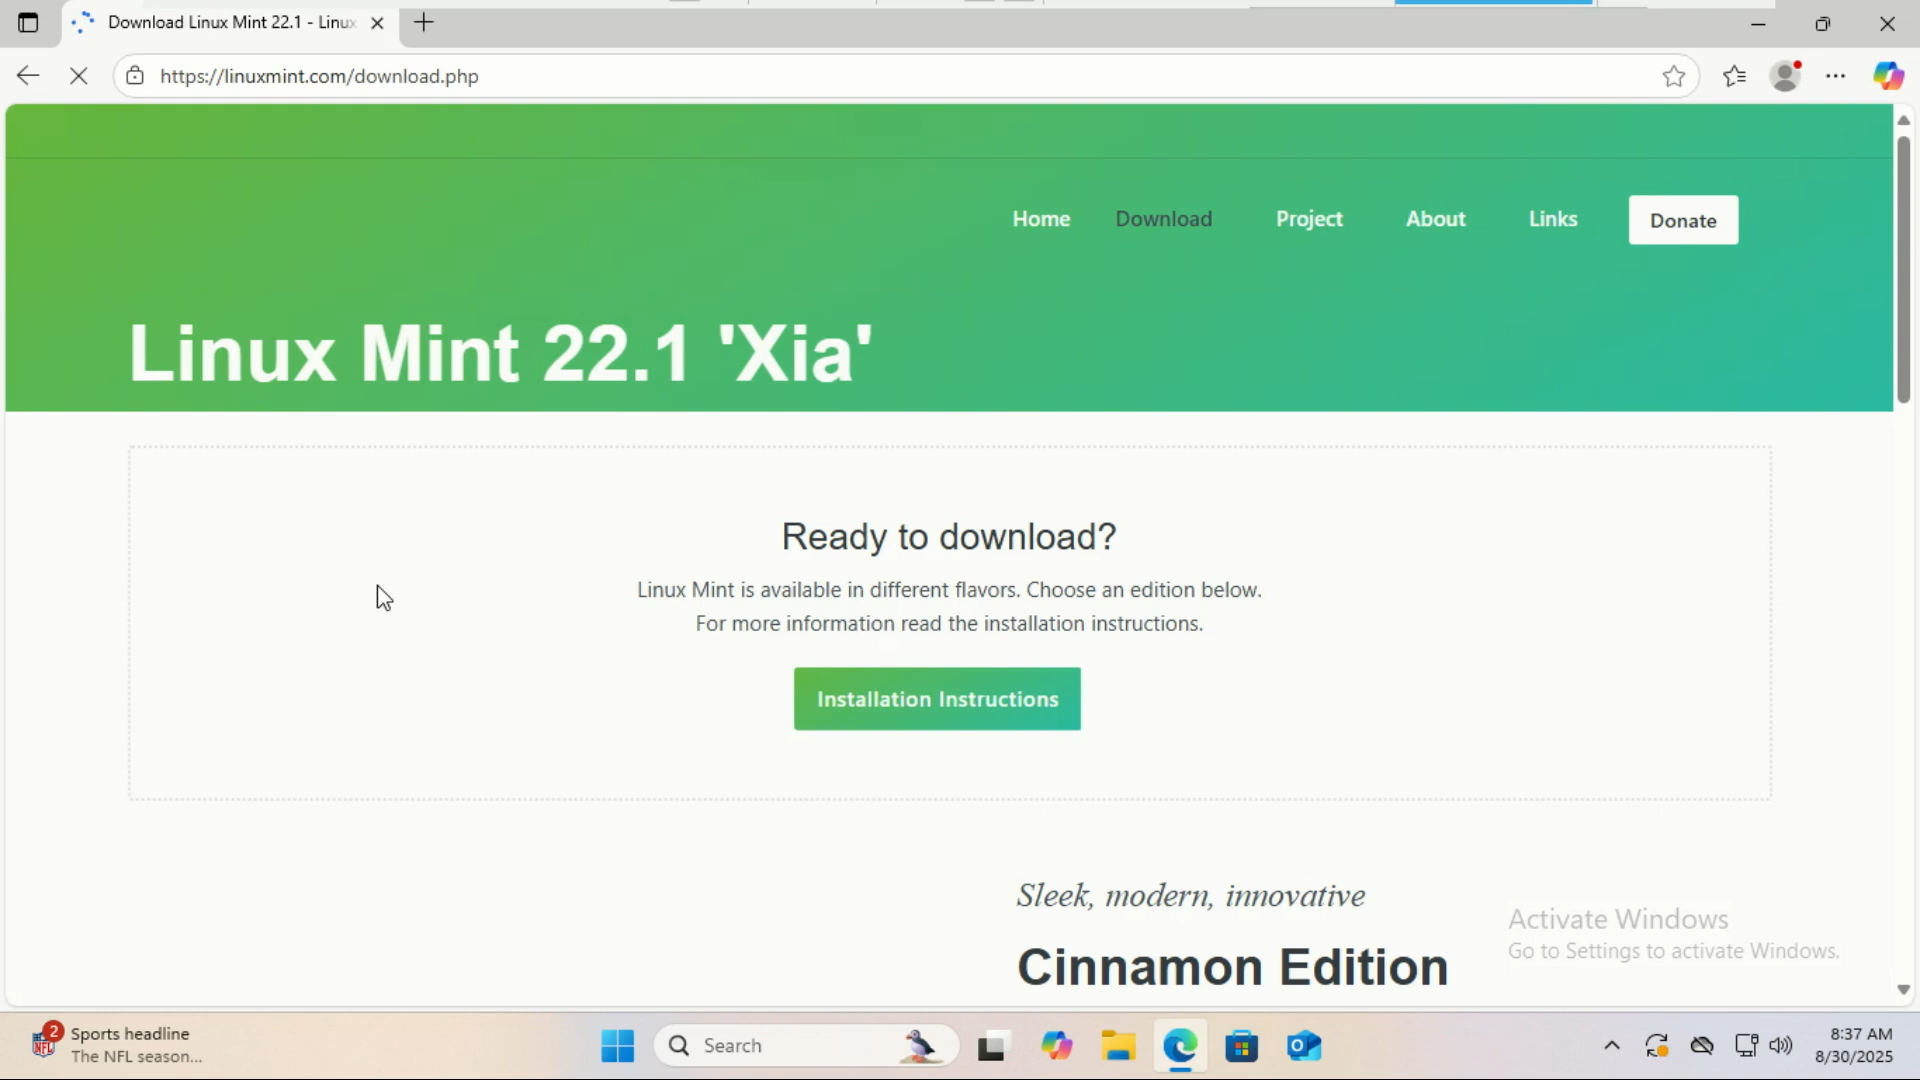 Download Linux Mint 22.1 - Linux
https://linuxmint.com/download.php
Home Download Project About Links Donate
Linux Mint 22.1 'Xia'
Ready to download?
Linux Mint is available in different flavors. Choose an edition below.
For more information read the installation instructions.
Installation Instructions
Sleek, modern, innovative
Cinnamon Edition
Activate Windows
Go to Settings to activate Windows.
2
NFL
Sports headline
The NFL season...
Search
8:37 AM
8/30/2025